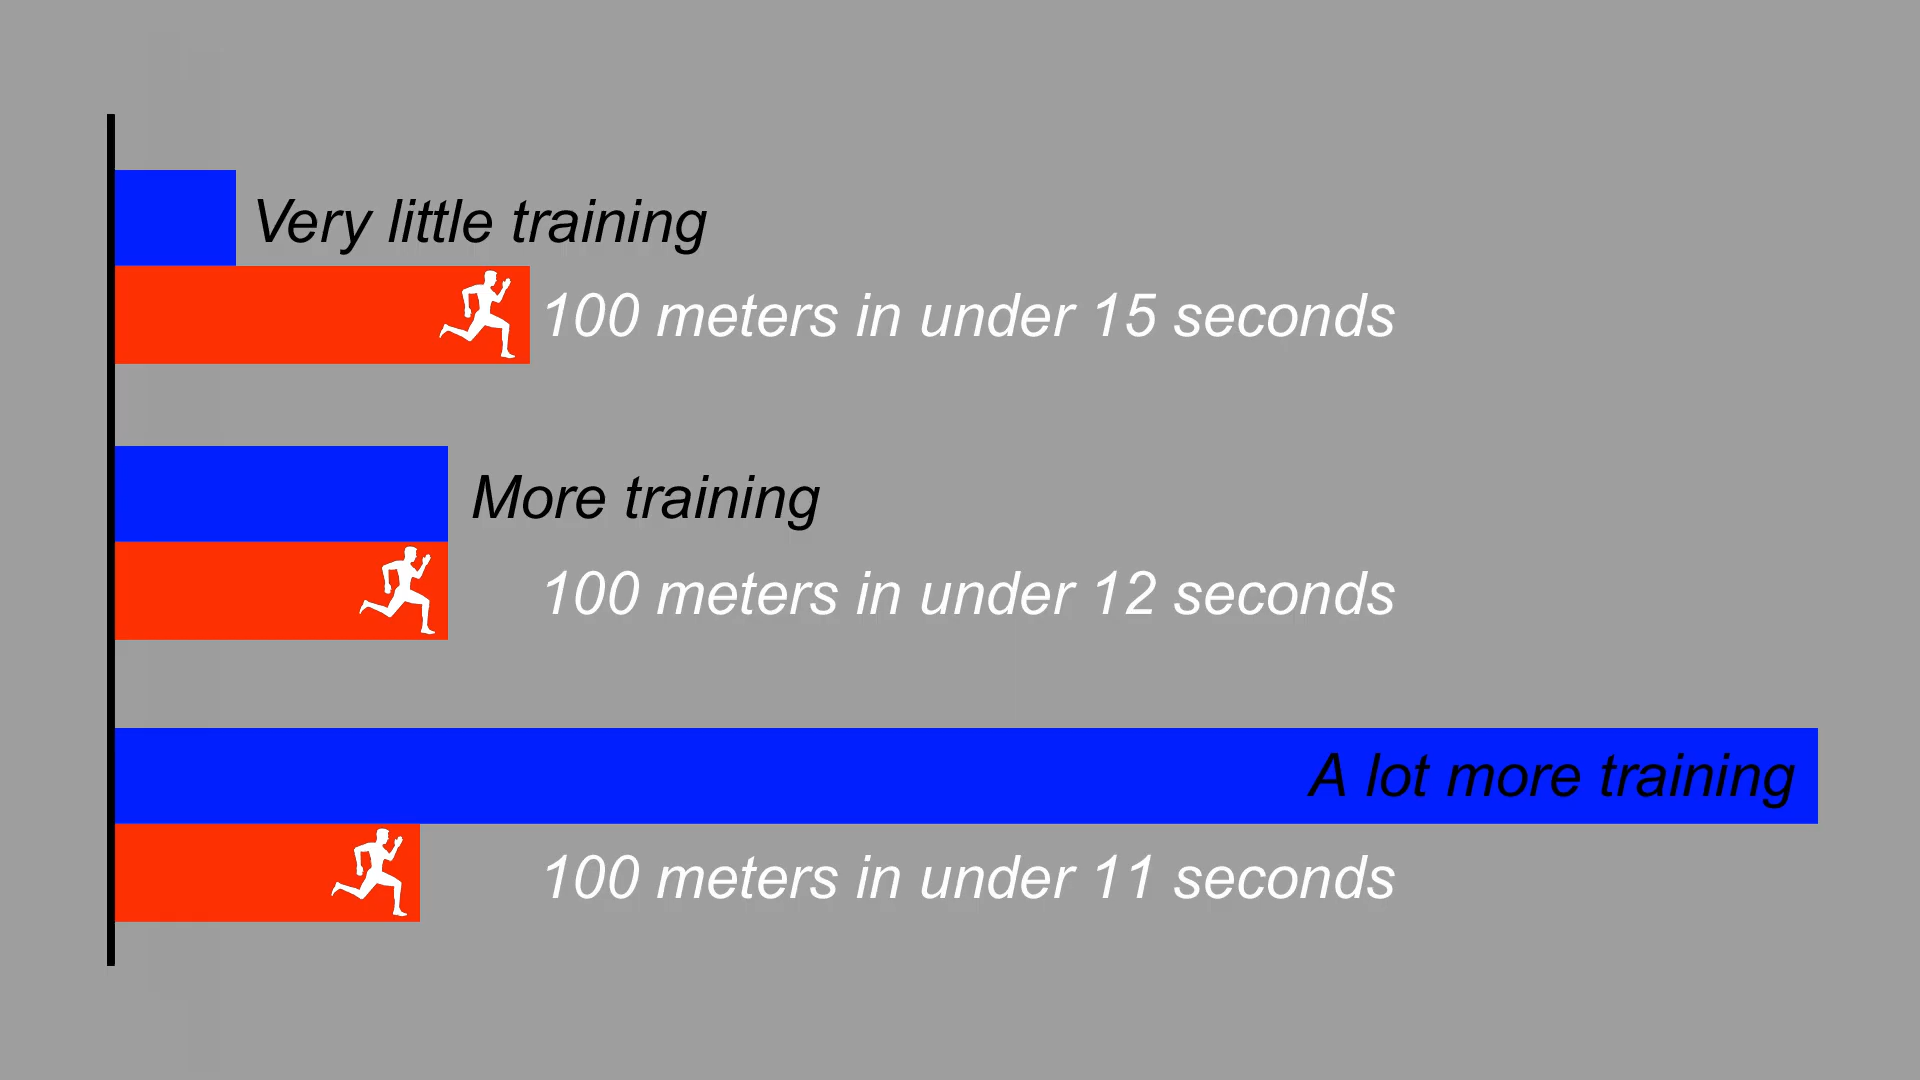 Very little training
100 meters in under 15 seconds
More training
100 meters in under 12 seconds
A lot more training
100 meters in under 11 seconds